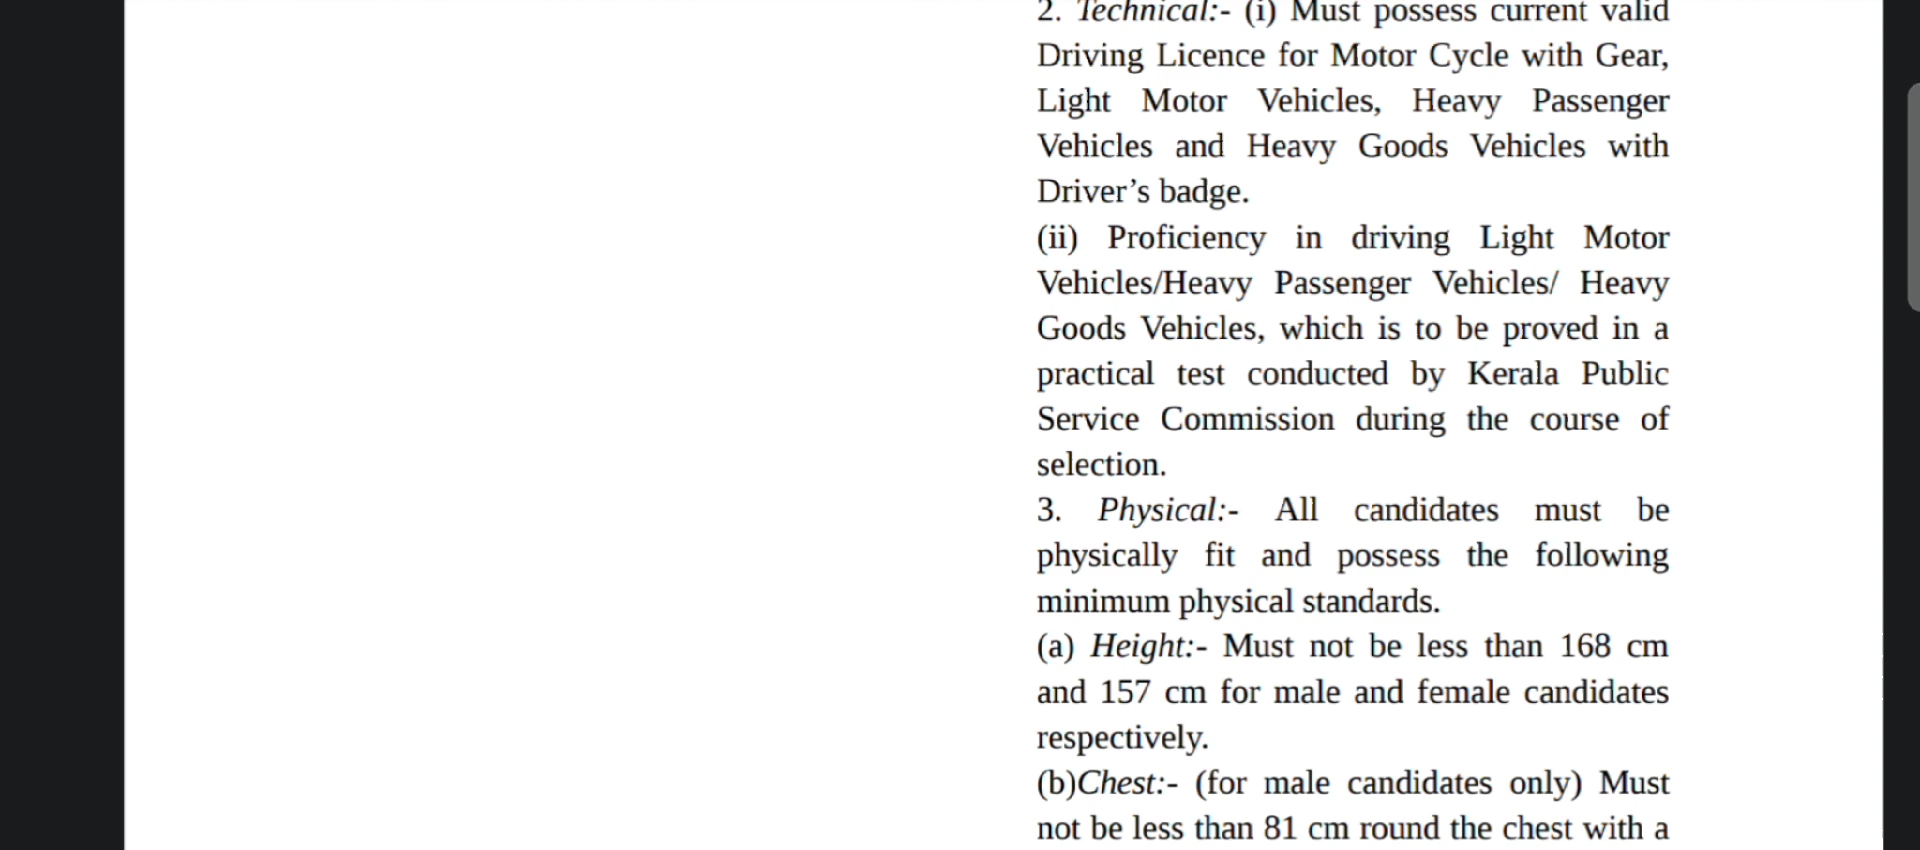 2. Technical:- (i) Must possess current valid
Driving Licence for Motor Cycle with Gear,
Light Motor Vehicles, Heavy Passenger
Vehicles and Heavy Goods Vehicles with
Driver’s badge.
(ii) Proficiency in driving Light Motor
Vehicles/Heavy Passenger Vehicles/ Heavy
Goods Vehicles, which is to be proved in a
practical test conducted by Kerala Public
Service Commission during the course of
selection.
3. Physical:- All candidates must be
physically fit and possess the following
minimum physical standards.
(a) Height:- Must not be less than 168 cm
and 157 cm for male and female candidates
respectively.
(b)Chest:- (for male candidates only) Must
not be less than 81 cm round the chest with a